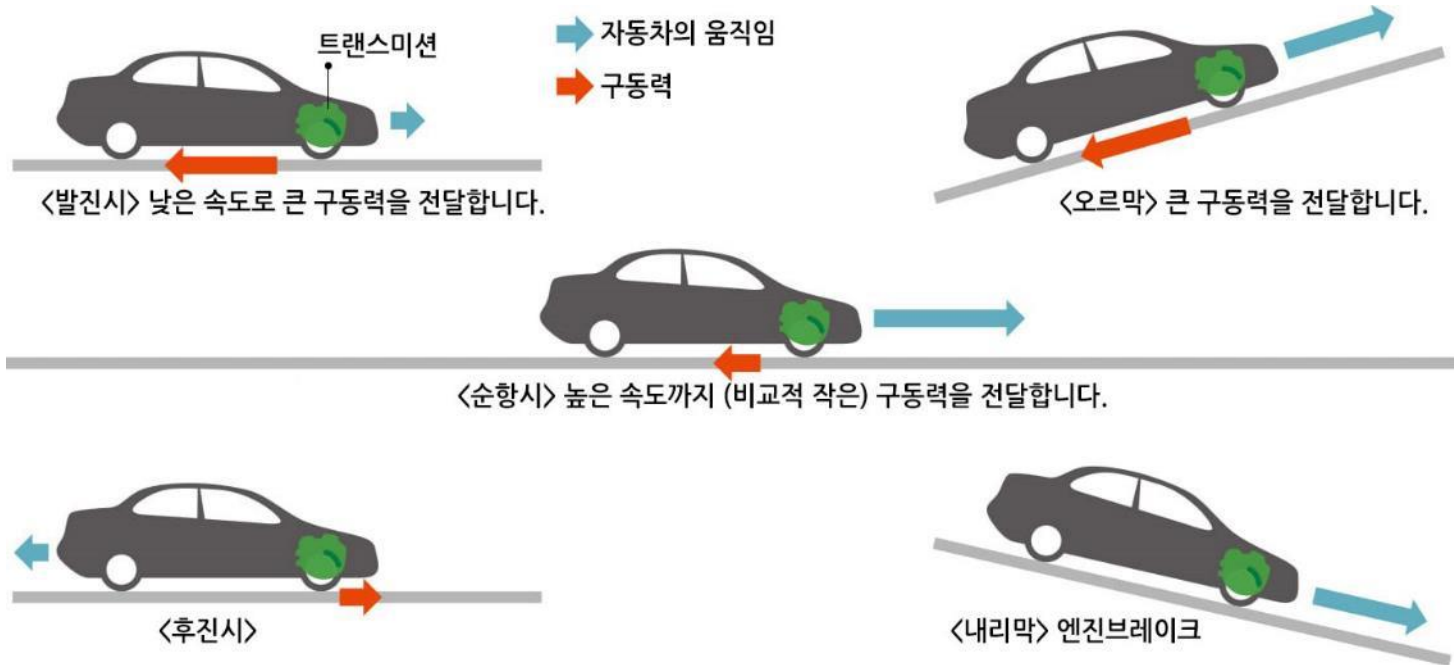 트랜스미션
자동차의 움직임
구동력
<발진시> 낮은 속도로 큰 구동력을 전달합니다.
<오르막> 큰 구동력을 전달합니다.
<순항시> 높은 속도까지 (비교적 작은) 구동력을 전달합니다.
<후진시>
<내리막> 엔진브레이크